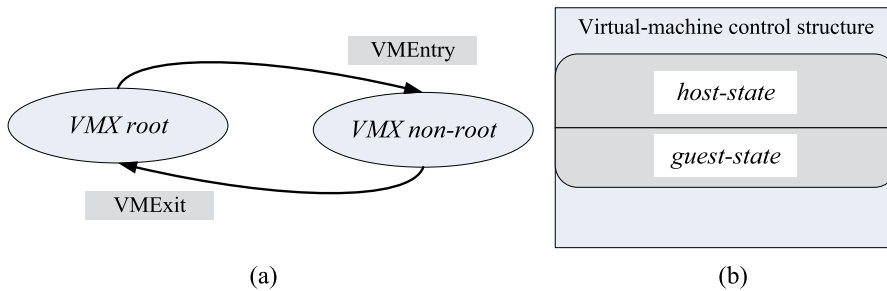 VMEntry
VMX root
VMX non-root
VMExit
(a)
Virtual-machine control structure
host-state
guest-state
(b)